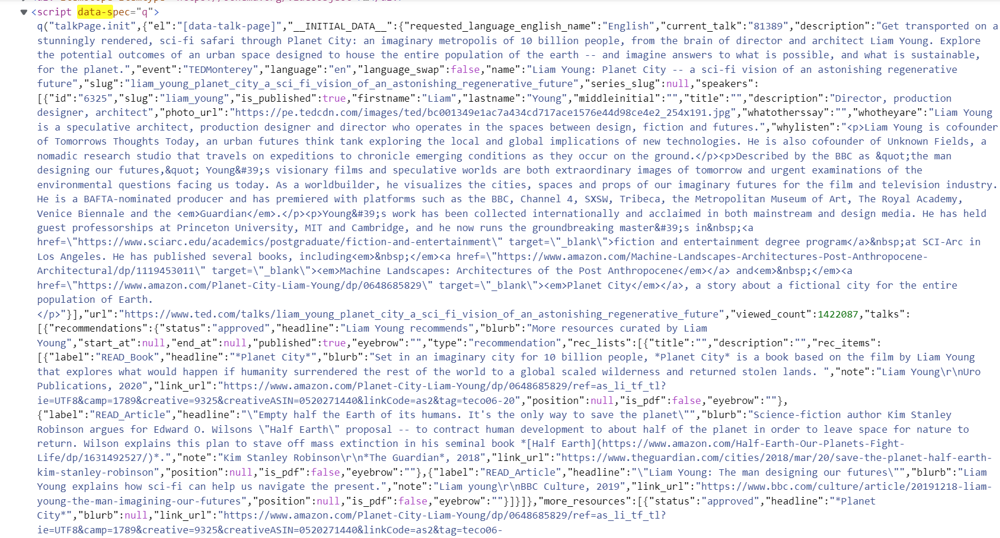 <script data-spec="q">
q("talkPage.init",{"el":"[data-talk-page]","__INITIAL_DATA__":{"requested_language_english_name":"English","current_talk":"81389","description":"Get transported on a
stunningly rendered, sci-fi safari through Planet City: an imaginary metropolis of 10 billion people, from the brain of director and architect Liam Young. Explore
the potential outcomes of an urban space designed to house the entire population of the earth -- and imagine answers to what is possible, and what is sustainable,
for the planet.","event":"TEDMonterey","language":"en","language_swap":false,"name":"Liam Young: Planet City -- a sci-fi vision of an astonishing regenerative
future","slug":"liam_young_planet_city_a_sci_fi_vision_of_an_astonishing_regenerative_future","series_slug":null,"speakers":
[{"id":"6325","slug":"liam_young","is_published":true,"firstname":"Liam","lastname":"Young","middleinitial":"","title":"","description":"Director, production
designer, architect","photo_url":"https://pe.tedcdn.com/images/ted/bc001349e1ac7a434cd717ace1576e44d98ce4e2_254x191.jpg","whatotherssay":"","whotheyare":"Liam Young
is a speculative architect, production designer and director who operates in the spaces between design, fiction and futures.","whylisten":"<p>Liam Young is cofounder
of Tomorrows Thoughts Today, an urban futures think tank exploring the local and global implications of new technologies. He is also cofounder of Unknown Fields, a
nomadic research studio that travels on expeditions to chronicle emerging conditions as they occur on the ground.</p><p>Described by the BBC as &quot;the man
designing our futures,&quot; Young&#39;s visionary films and speculative worlds are both extraordinary images of tomorrow and urgent examinations of the
environmental questions facing us today. As a worldbuilder, he visualizes the cities, spaces and props of our imaginary futures for the film and television industry.
He is a BAFTA-nominated producer and has premiered with platforms such as the BBC, Channel 4, SXSW, Tribeca, the Metropolitan Museum of Art, The Royal Academy,
Venice Biennale and the <em>Guardian</em>.</p><p>Young&#39;s work has been collected internationally and acclaimed in both mainstream and design media. He has held
guest professorships at Princeton University, MIT and Cambridge, and he now runs the groundbreaking master&#39;s in&nbsp;<a
href=\"https://www.sciarc.edu/academics/postgraduate/fiction-and-entertainment\" target=\"_blank\">fiction and entertainment degree program</a>&nbsp;at SCI-Arc in
Los Angeles. He has published several books, including<em>&nbsp;</em><a href=\"https://www.amazon.com/Machine-Landscapes-Architectures-Post-Anthropocene-
Architectural/dp/1119453011\" target=\"_blank\"><em>Machine Landscapes: Architectures of the Post Anthropocene</em></a> and<em>&nbsp;</em><a
href=\"https://www.amazon.com/Planet-City-Liam-Young/dp/0648685829\" target=\"_blank\"><em>Planet City</em></a>, a story about a fictional city for the entire
population of Earth.
</p>"}],"url":"https://www.ted.com/talks/liam_young_planet_city_a_sci_fi_vision_of_an_astonishing_regenerative_future","viewed_count":1422087,"talks":
[{"recommendations":{"status":"approved","headline":"Liam Young recommends","blurb":"More resources curated by Liam
Young","start_at":null,"end_at":null,"published":true,"eyebrow":"","type":"recommendation","rec_lists":[{"title":"","description":"","rec_items":
[{"label":"READ_Book","headline":"*Planet City*","blurb":"Set in an imaginary city for 10 billion people, *Planet City* is a book based on the film by Liam Young
that explores what would happen if humanity surrendered the rest of the world to a global scaled wilderness and returned stolen lands. ","note":"Liam Young\r\nUro
Publications, 2020","link_url":"https://www.amazon.com/Planet-City-Liam-Young/dp/0648685829/ref=as_li_tf_tl?
ie=UTF8&camp=1789&creative=9325&creativeASIN=0520271440&linkCode=as2&tag=teco06-20","position":null,"is_pdf":false,"eyebrow":""},
{"label":"READ_Article","headline":"\"Empty half the Earth of its humans. It's the only way to save the planet\"","blurb":"Science-fiction author Kim Stanley
Robinson argues for Edward O. Wilsons \"Half Earth\" proposal -- to contract human development to about half of the planet in order to leave space for nature to
return. Wilson explains this plan to stave off mass extinction in his seminal book *[Half Earth](https://www.amazon.com/Half-Earth-Our-Planets-Fight-
Life/dp/1631492527/)*.","note":"Kim Stanley Robinson\r\n*The Guardian*, 2018","link_url":"https://www.theguardian.com/cities/2018/mar/20/save-the-planet-half-earth-
kim-stanley-robinson","position":null,"is_pdf":false,"eyebrow":""},{"label":"READ_Article","headline":"\"Liam Young: The man designing our futures\"","blurb":"Liam
Young explains how sci-fi can help us navigate the present.","note":"Liam young\r\nBBC Culture, 2019","link_url":"https://www.bbc.com/culture/article/20191218-liam-
young-the-man-imagining-our-futures","position":null,"is_pdf":false,"eyebrow":""}]}]},"more_resources":[{"status":"approved","headline":"*Planet
City*","blurb":null,"link_url":"https://www.amazon.com/Planet-City-Liam-Young/dp/0648685829/ref=as_li_tf_tl?
ie=UTF8&camp=1789&creative=9325&creativeASIN=0520271440&linkCode=as2&tag=teco06-